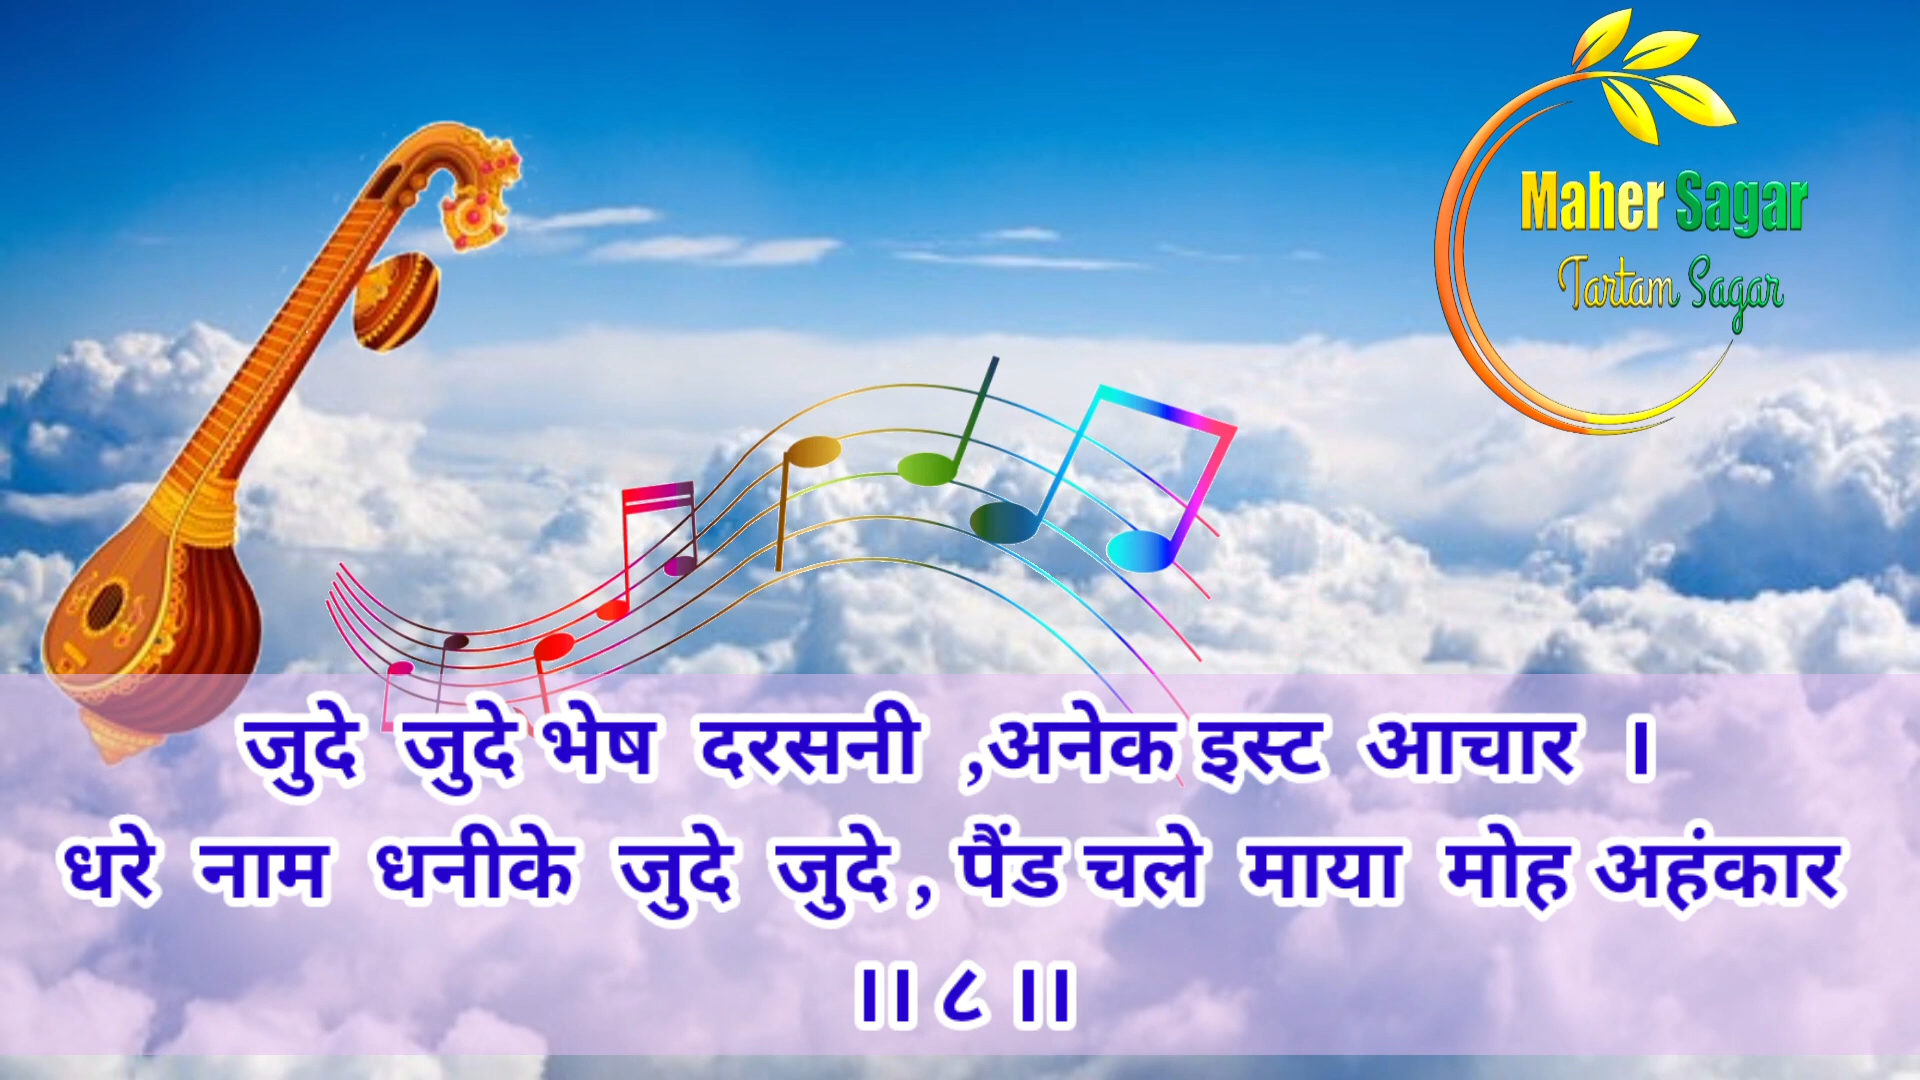 Maher Sagar
Tartam Sagar
जुदे जुदे भेष दरसनी ,अनेक इस्ट आचार ।
धरे नाम धनीके जुदे जुदे , पैंड चले माया मोह अहंकार
।। ८ ।।